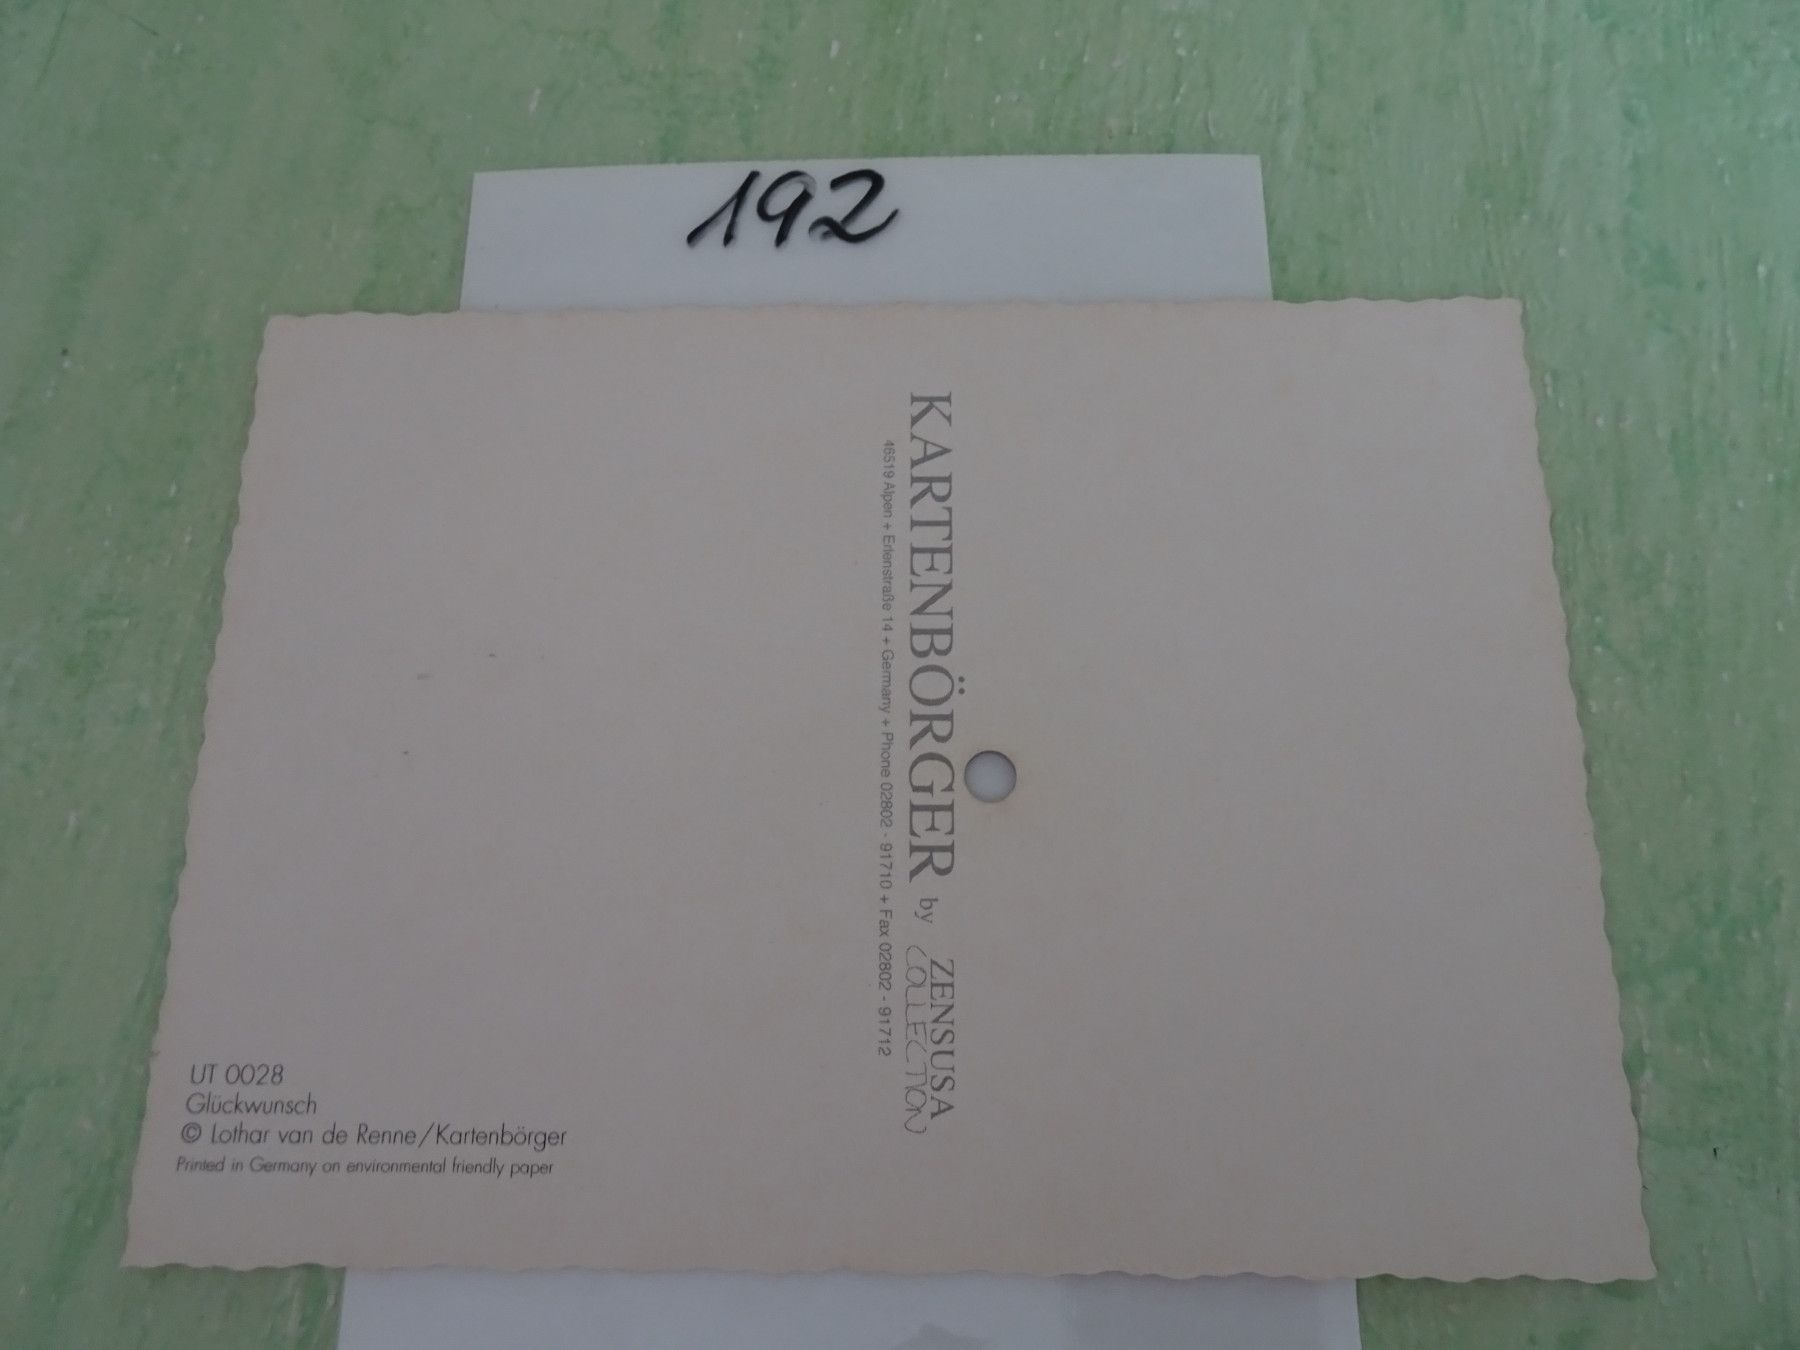 192
KARTENBÖRGER by ZENSUSA COLLECTION
46519 Alpen + Erlenstraße 14 + Germany + Phone 02802 - 91710 + Fax 02802 - 91712
UT 0028
Glückwunsch
© Lothar van de Renne/Kartenbörger
Printed in Germany on environmental friendly paper